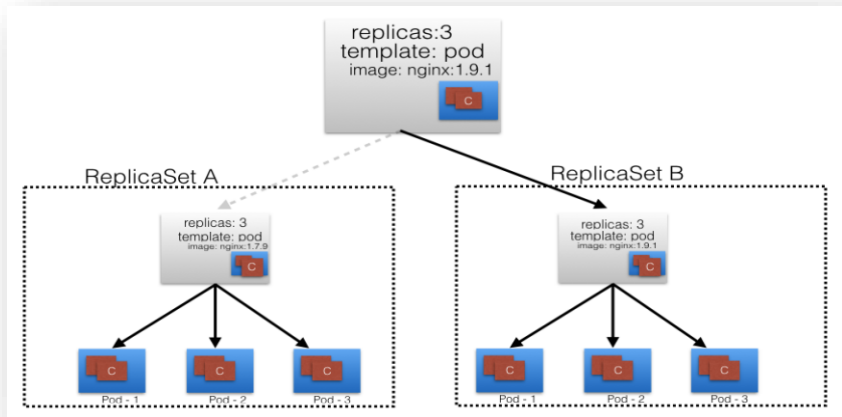 replicas:3
template: pod
image: nginx:1.9.1
C
ReplicaSet A
ReplicaSet B
replicas: 3
template: pod
image: nginx:1.7.9
C
replicas: 3
template: pod
image: nginx:1.9.1
C
C
C
C
C
C
C
Pod - 1
Pod - 2
Pod - 3
Pod - 1
Pod - 2
Pod - 3